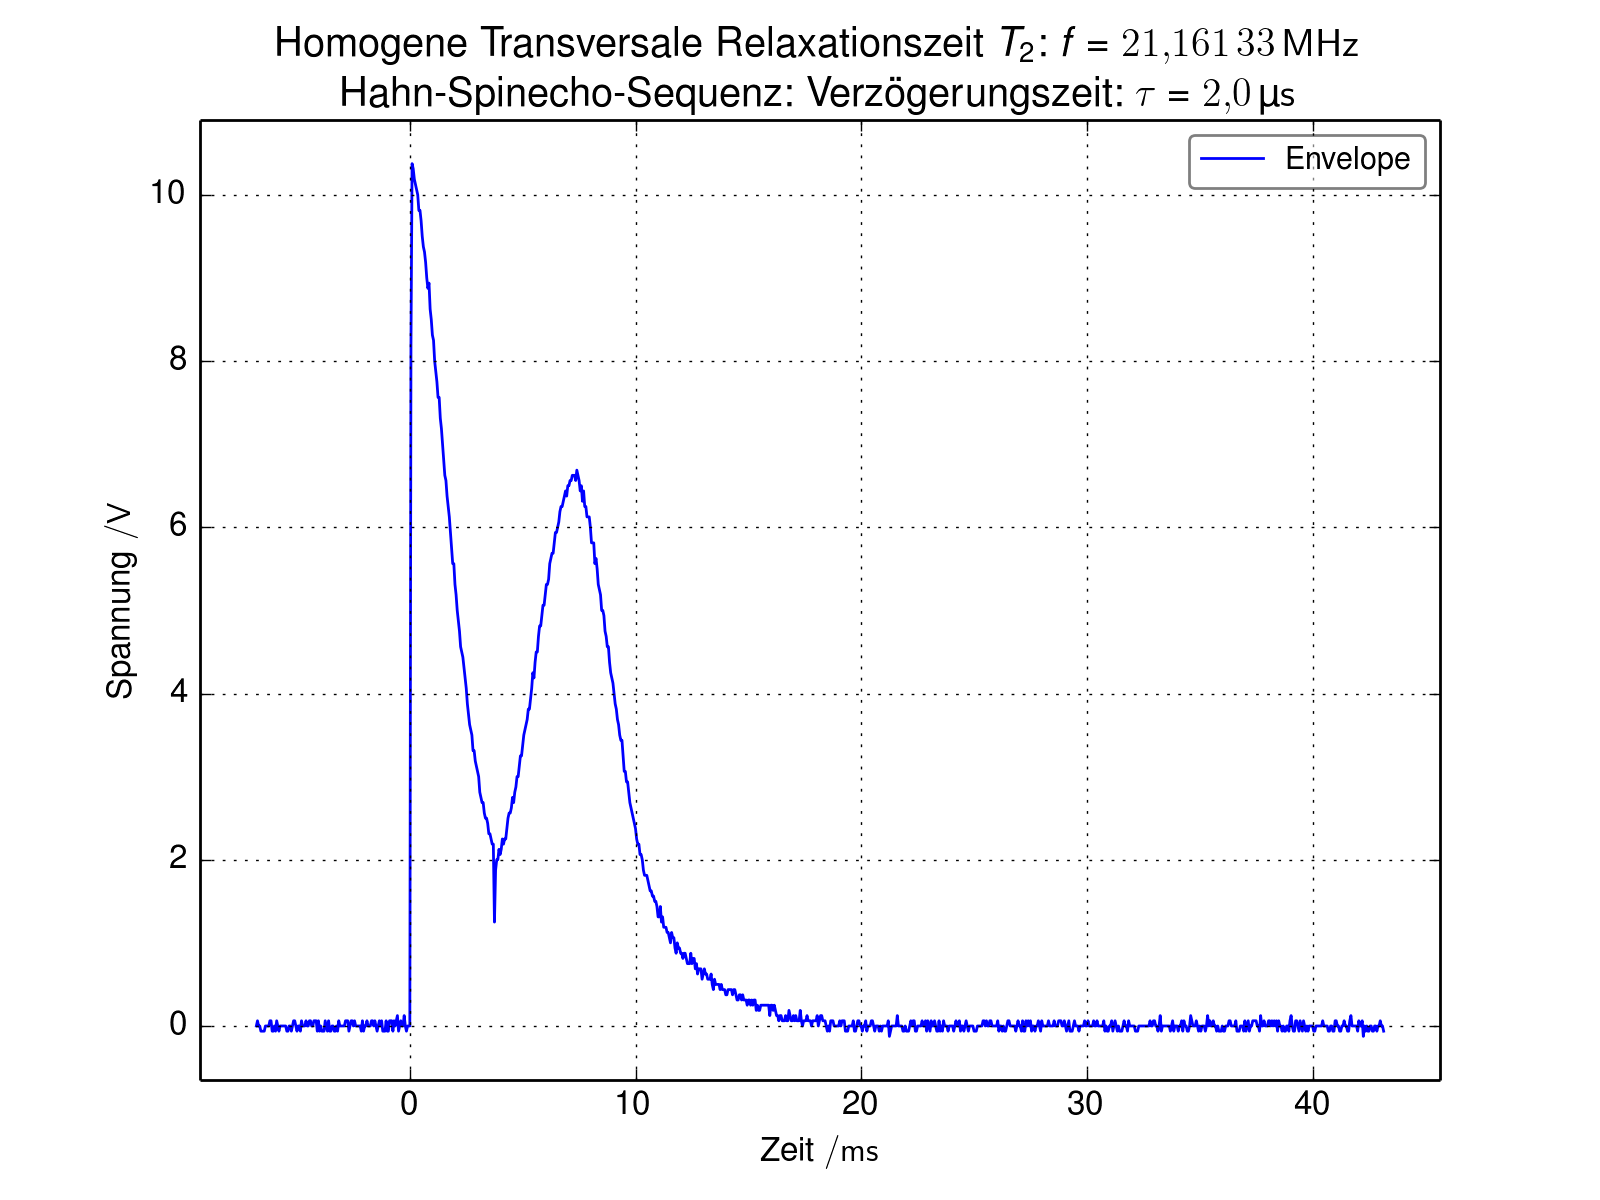 Homogene Transversale Relaxationszeit T₂: f = 21,161 33 MHz
Hahn-Spinecho-Sequenz: Verzögerungszeit: τ = 2,0 µs
Envelope
10
8
6
4
2
0
Spannung /V
0 10 20 30 40
Zeit /ms